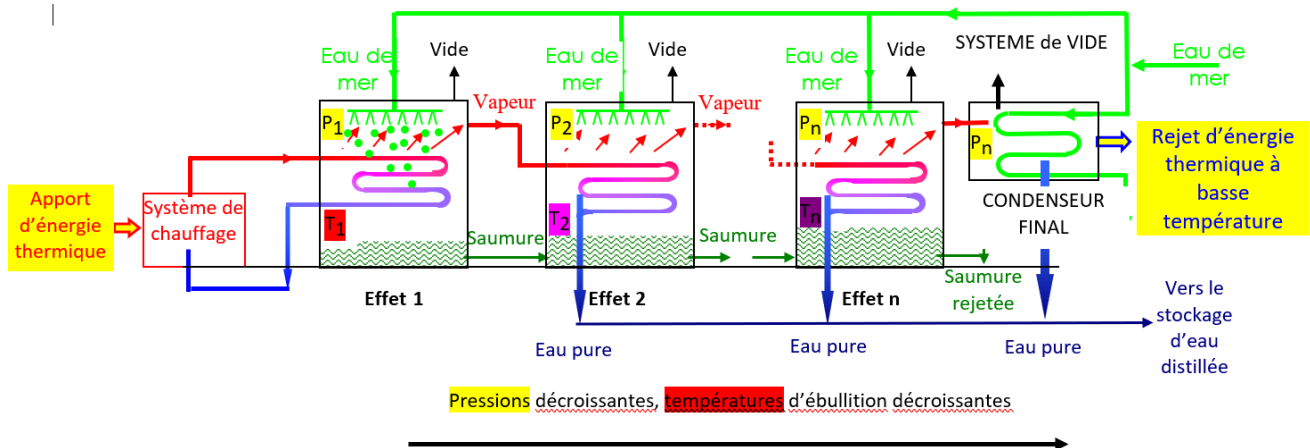 Eau de
mer
Vide
Eau de
mer
Vide
Eau de
mer
Vide
SYSTEME de VIDE
Eau de
mer
Vapeur
Vapeur
P1
P2
Pn
Pn
Apport
d'énergie
thermique
Système de
chauffage
T1
T2
Tn
CONDENSEUR
FINAL
Rejet d'énergie
thermique à
basse
température
Saumure
Saumure
Saumure
rejetée
Effet 1
Effet 2
Effet n
Eau pure
Eau pure
Eau pure
Vers le
stockage
d'eau
distillée
Pressions décroissantes, températures d'ébullition décroissantes